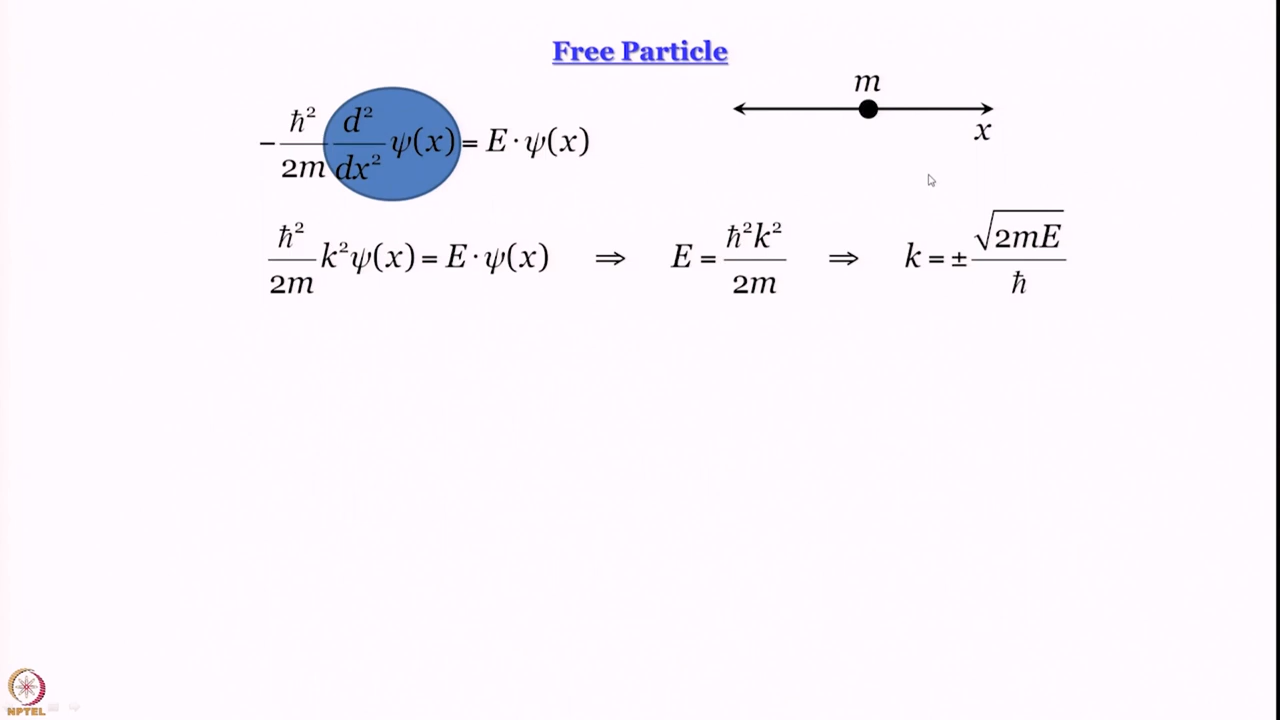 Free Particle
m
x
−ħ²/2m d²/dx² ψ(x) = E · ψ(x)
ħ²/2m k²ψ(x) = E · ψ(x) ⇒ E = ħ²k²/2m ⇒ k = ±√2mE/ħ
NPTEL